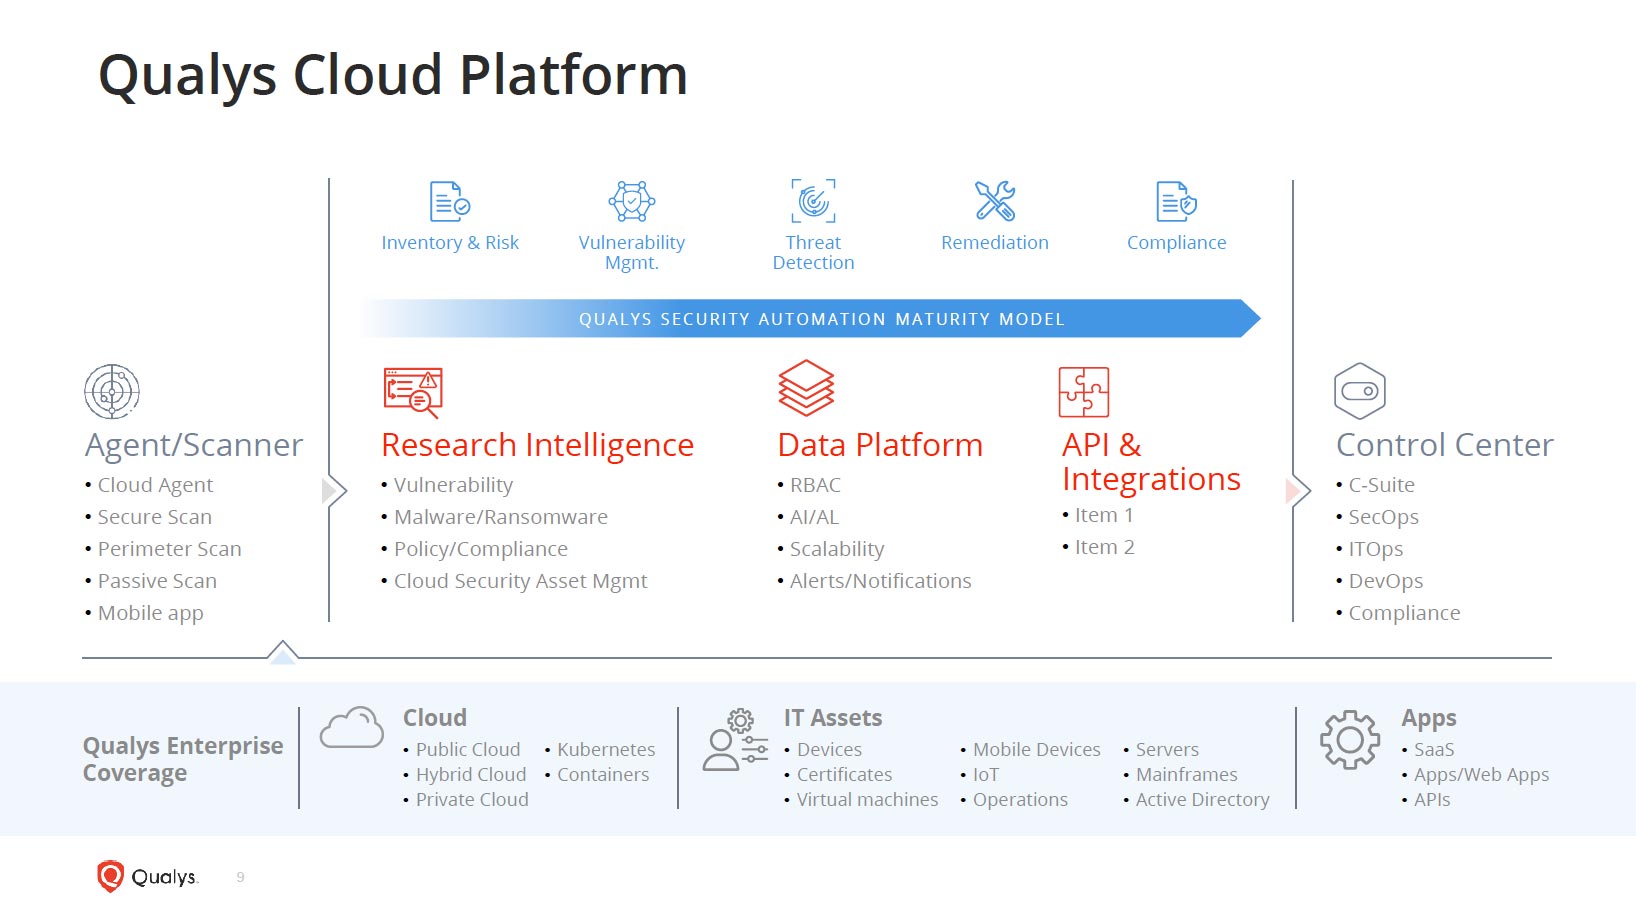 Qualys Cloud Platform
Inventory & Risk
Vulnerability
Mgmt.
Threat
Detection
Remediation
Compliance
QUALYS SECURITY AUTOMATION MATURITY MODEL
Agent/Scanner
• Cloud Agent
• Secure Scan
• Perimeter Scan
• Passive Scan
• Mobile app
Research Intelligence
• Vulnerability
• Malware/Ransomware
• Policy/Compliance
• Cloud Security Asset Mgmt
Data Platform
• RBAC
• AI/AL
• Scalability
• Alerts/Notifications
API &
Integrations
• Item 1
• Item 2
Control Center
• C-Suite
• SecOps
• ITOps
• DevOps
• Compliance
Qualys Enterprise
Coverage
Cloud
• Public Cloud
• Hybrid Cloud
• Private Cloud
• Kubernetes
• Containers
IT Assets
• Devices
• Certificates
• Virtual machines
• Mobile Devices
• IoT
• Operations
• Servers
• Mainframes
• Active Directory
Apps
• SaaS
• Apps/Web Apps
• APIs
Qualys.
9